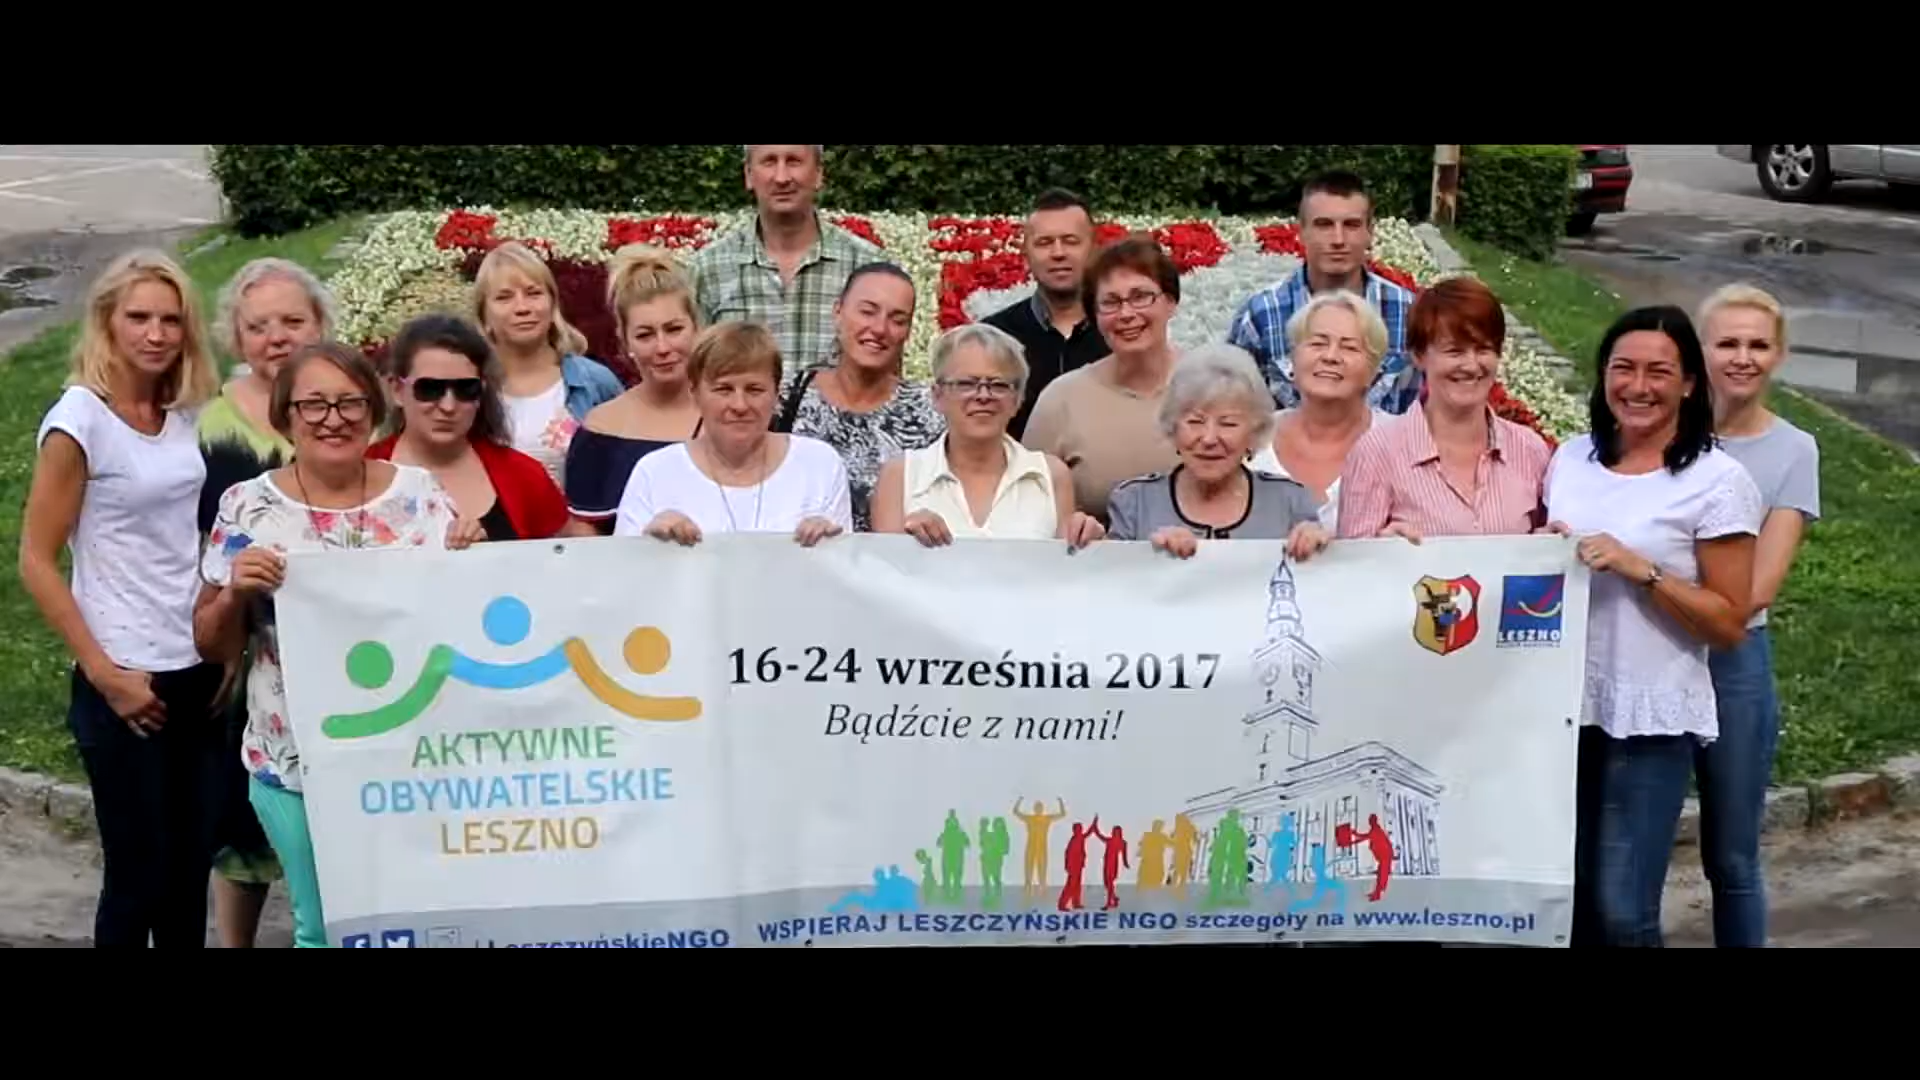 16-24 września 2017
Bądźcie z nami!
AKTYWNE
OBYWATELSKIE
LESZNO
LESZNO
WSPIERAJ LESZCZYŃSKIE NGO szczegóły na www.leszno.pl
/LeszczyńskieNGO